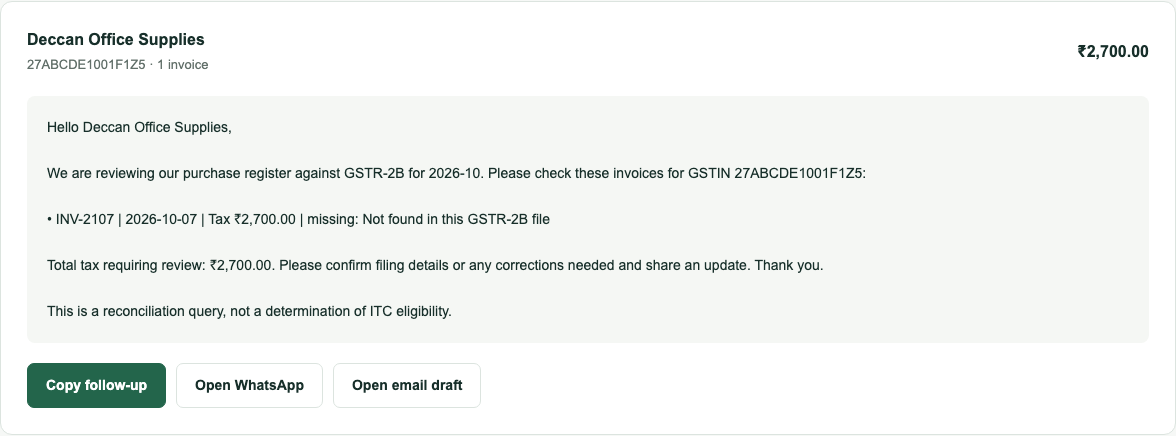 Deccan Office Supplies
₹2,700.00
27ABCDE1001F1Z5 · 1 invoice
Hello Deccan Office Supplies,
We are reviewing our purchase register against GSTR-2B for 2026-10. Please check these invoices for GSTIN 27ABCDE1001F1Z5:
• INV-2107 | 2026-10-07 | Tax ₹2,700.00 | missing: Not found in this GSTR-2B file
Total tax requiring review: ₹2,700.00. Please confirm filing details or any corrections needed and share an update. Thank you.
This is a reconciliation query, not a determination of ITC eligibility.
Copy follow-up
Open WhatsApp
Open email draft